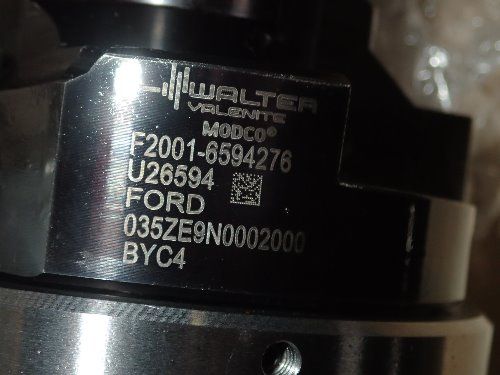 WALTER
VALENITE
MODCO®
F2001-6594276
U26594
FORD
035ZE9N0002000
BYC4